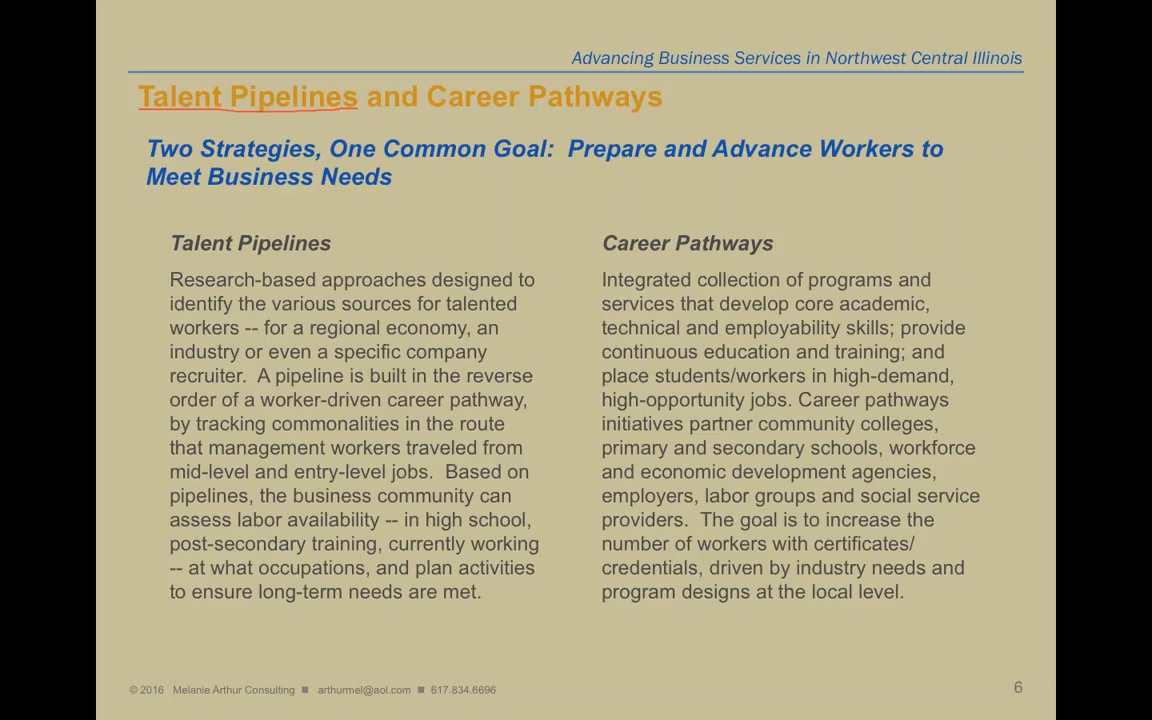 Advancing Business Services in Northwest Central Illinois
Talent Pipelines and Career Pathways
Two Strategies, One Common Goal:  Prepare and Advance Workers to
Meet Business Needs
Talent Pipelines
Research-based approaches designed to
identify the various sources for talented
workers -- for a regional economy, an
industry or even a specific company
recruiter.  A pipeline is built in the reverse
order of a worker-driven career pathway,
by tracking commonalities in the route
that management workers traveled from
mid-level and entry-level jobs.  Based on
pipelines, the business community can
assess labor availability -- in high school,
post-secondary training, currently working
-- at what occupations, and plan activities
to ensure long-term needs are met.
Career Pathways
Integrated collection of programs and
services that develop core academic,
technical and employability skills; provide
continuous education and training; and
place students/workers in high-demand,
high-opportunity jobs. Career pathways
initiatives partner community colleges,
primary and secondary schools, workforce
and economic development agencies,
employers, labor groups and social service
providers.  The goal is to increase the
number of workers with certificates/
credentials, driven by industry needs and
program designs at the local level.
© 2016   Melanie Arthur Consulting  ■  arthurmel@aol.com  ■  617.834.6696
6